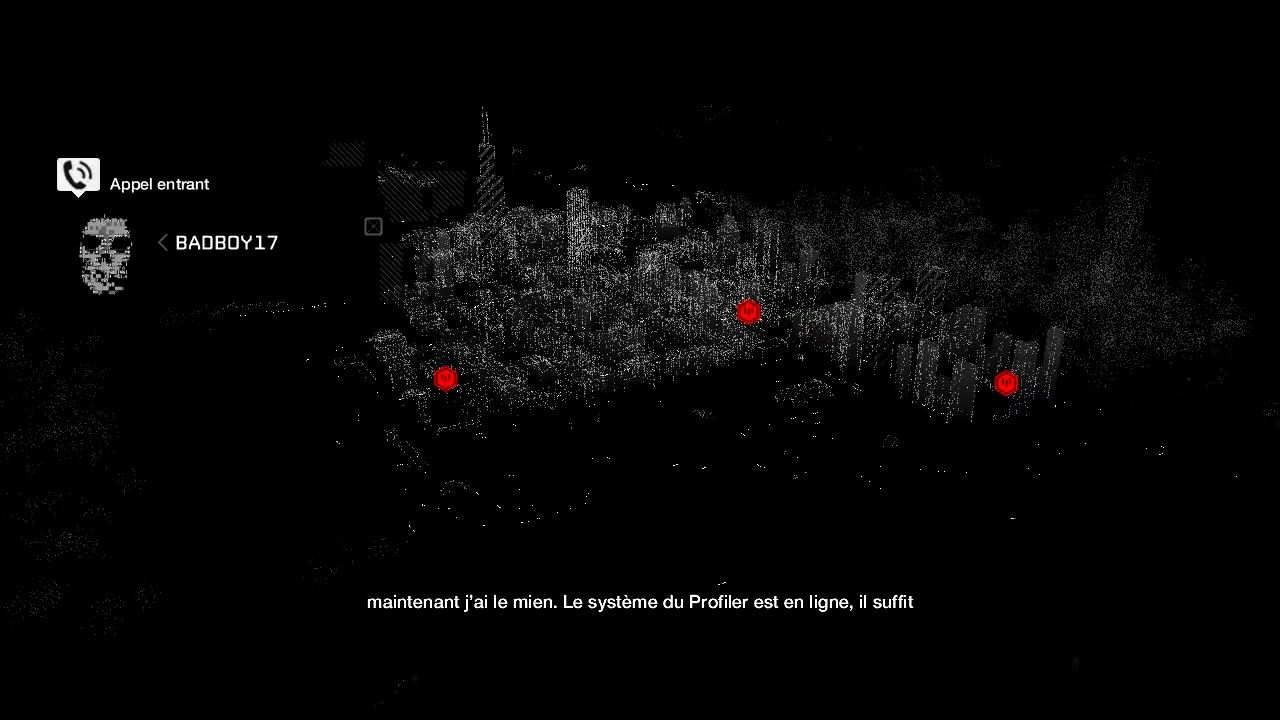 Appel entrant
BADBOY17
maintenant j'ai le mien. Le système du Profiler est en ligne, il suffit